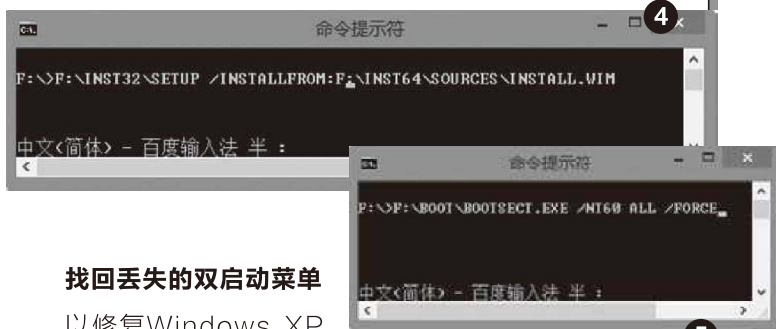 命令提示符
4
F:\>F:\INST32\SETUP /INSTALLFROM:F:\INST64\SOURCES\INSTALL.WIM
中文(简体) - 百度输入法 半 :
命令提示符
F:\>F:\BOOT\BOOTSECT.EXE /NT60 ALL /FORCE_
中文(简体) - 百度输入法 半 :
找回丢失的双启动菜单
以修复Windows XP